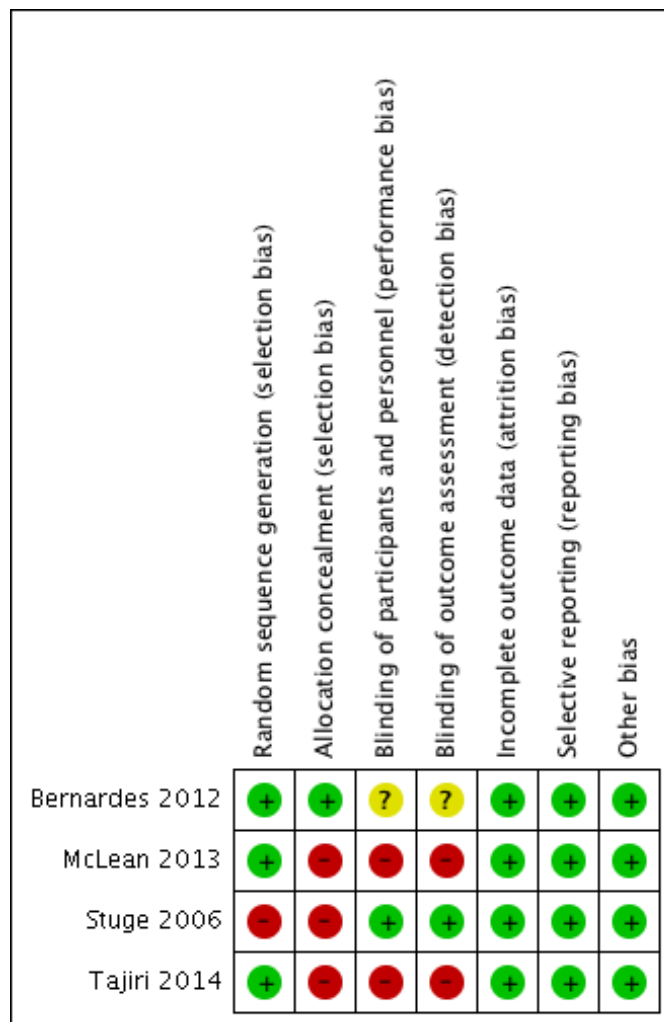 Random sequence generation (selection bias)
Allocation concealment (selection bias)
Blinding of participants and personnel (performance bias)
Blinding of outcome assessment (detection bias)
Incomplete outcome data (attrition bias)
Selective reporting (reporting bias)
Other bias
Bernardes 2012 + + ? ? + + +
McLean 2013 + - - - + + +
Stuge 2006 - - + + + + +
Tajiri 2014 + - - - + + +